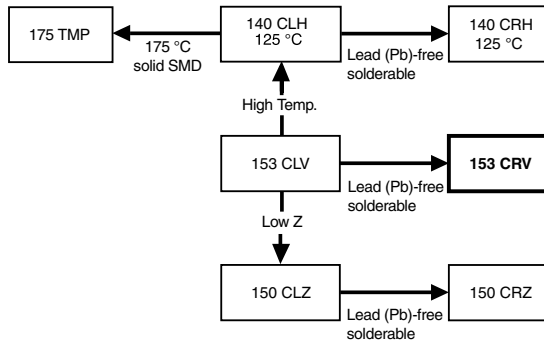 175 TMP
175 °C
solid SMD
140 CLH
125 °C
Lead (Pb)-free
solderable
140 CRH
125 °C
High Temp.
153 CLV
Lead (Pb)-free
solderable
153 CRV
Low Z
150 CLZ
Lead (Pb)-free
solderable
150 CRZ